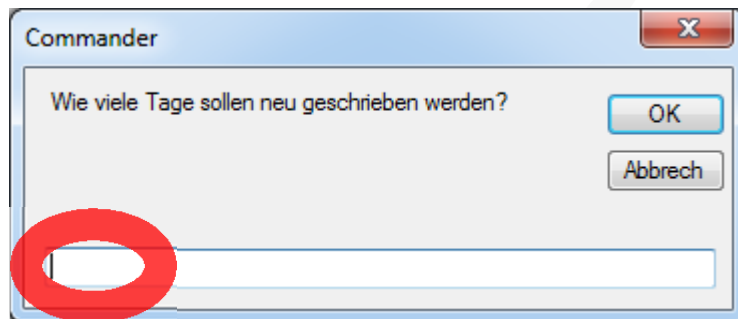 Commander
Wie viele Tage sollen neu geschrieben werden?
OK
Abbrech